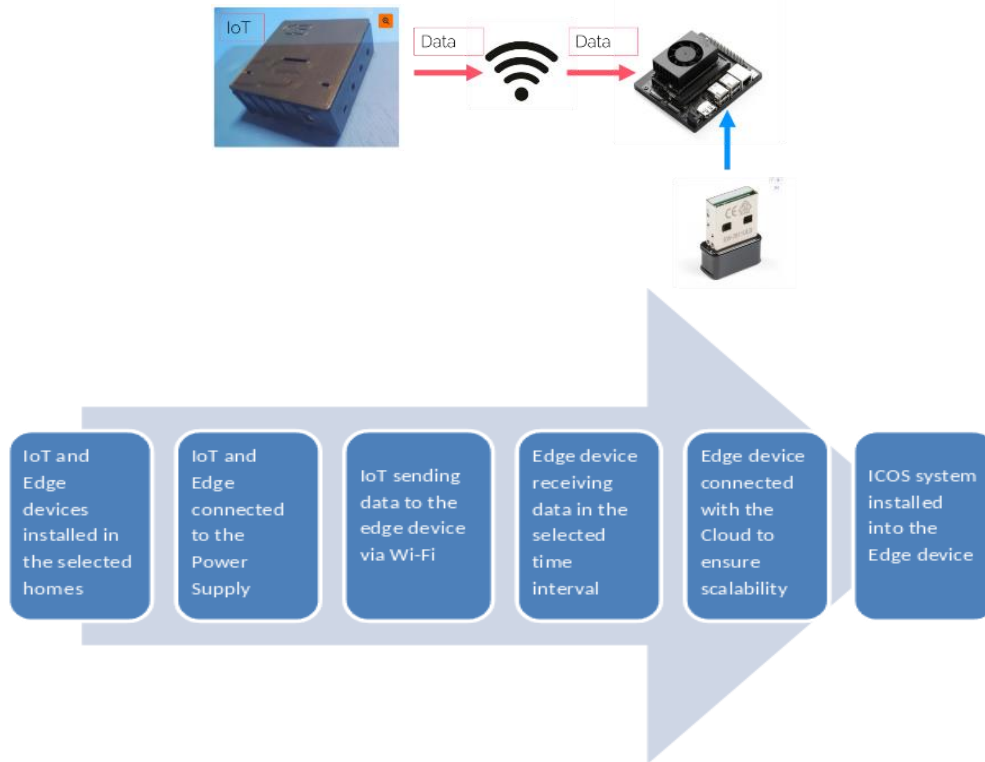 IoT
Data
Data
CE
IoT and
Edge
devices
installed in
the selected
homes
IoT and
Edge
connected
to the
Power
Supply
IoT sending
data to the
edge device
via Wi-Fi
Edge device
receiving
data in the
selected
time
interval
Edge device
connected
with the
Cloud to
ensure
scalability
ICOS system
installed
into the
Edge device